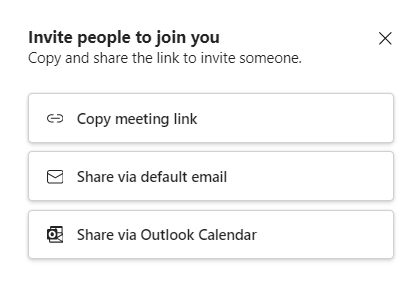 Invite people to join you
Copy and share the link to invite someone.
Copy meeting link
Share via default email
Share via Outlook Calendar